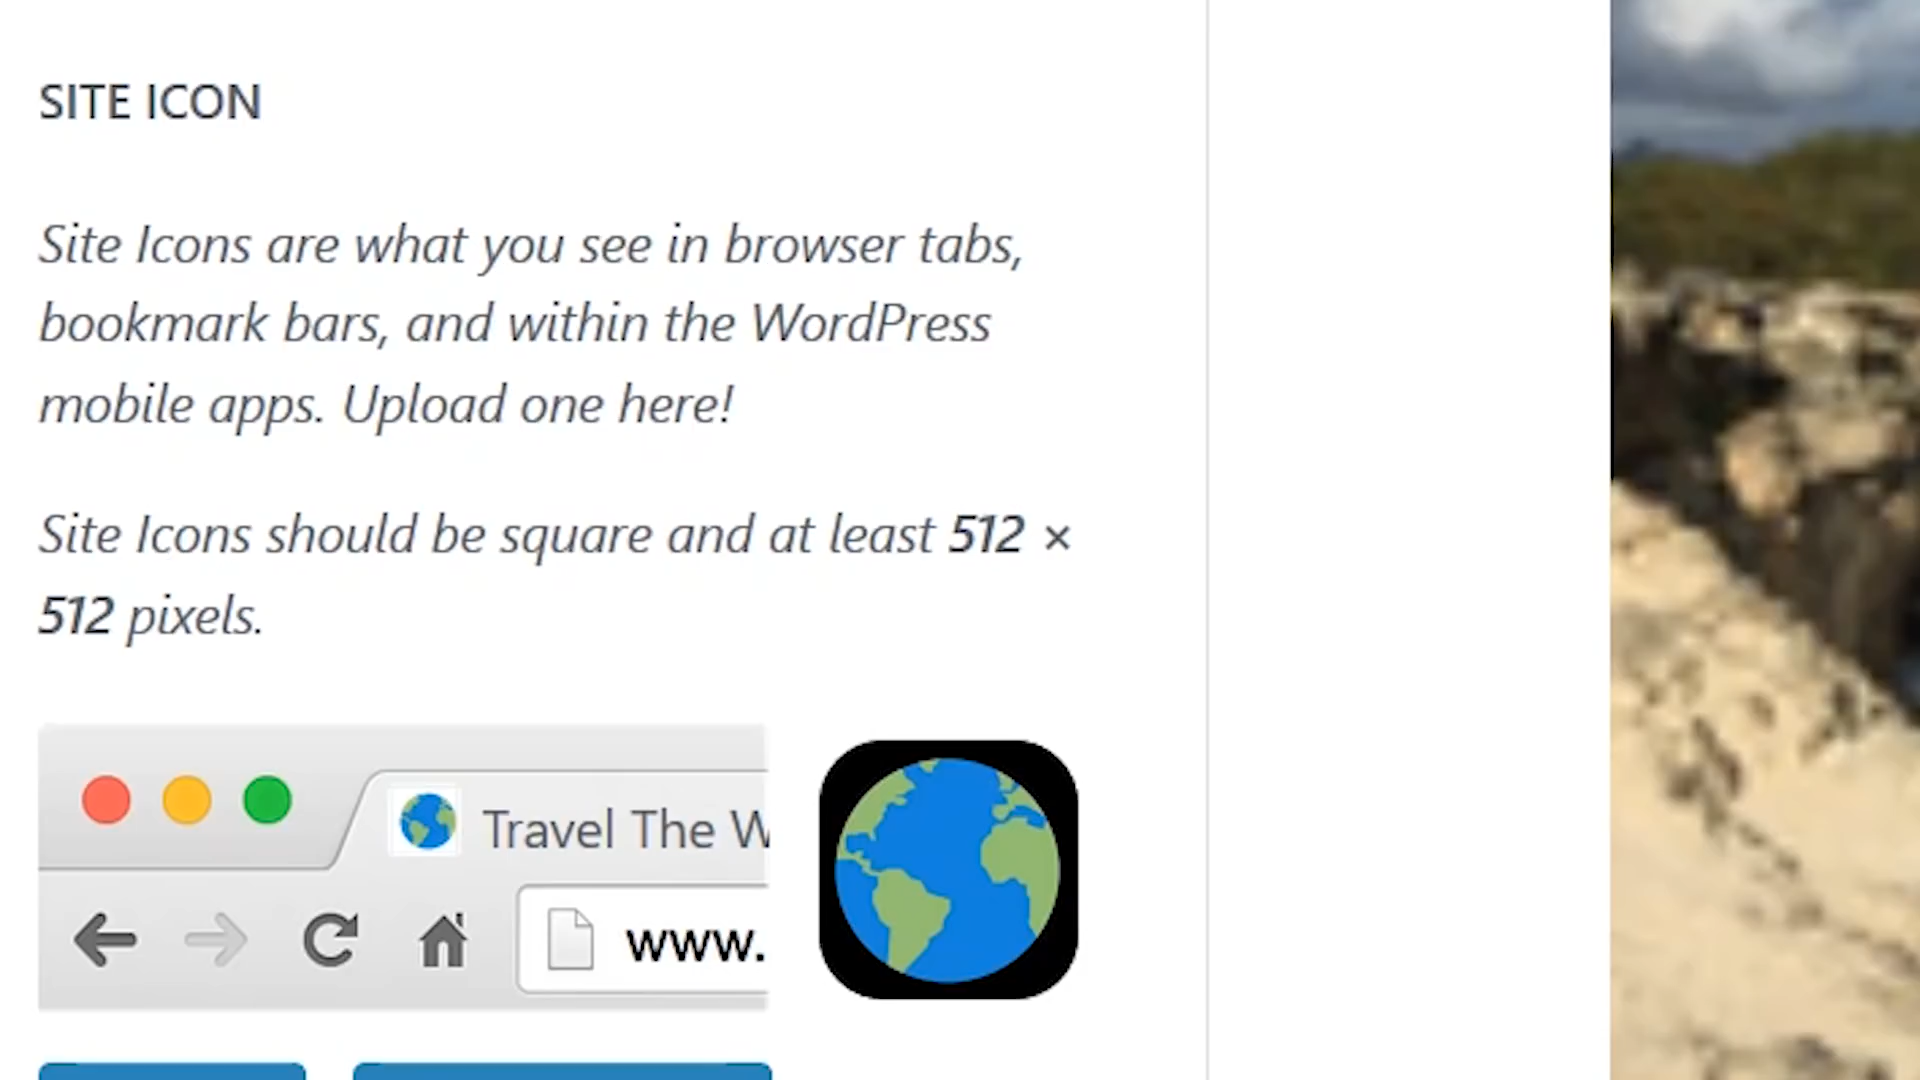 SITE ICON
Site Icons are what you see in browser tabs,
bookmark bars, and within the WordPress
mobile apps. Upload one here!
Site Icons should be square and at least 512 ×
512 pixels.
Travel The W
www.